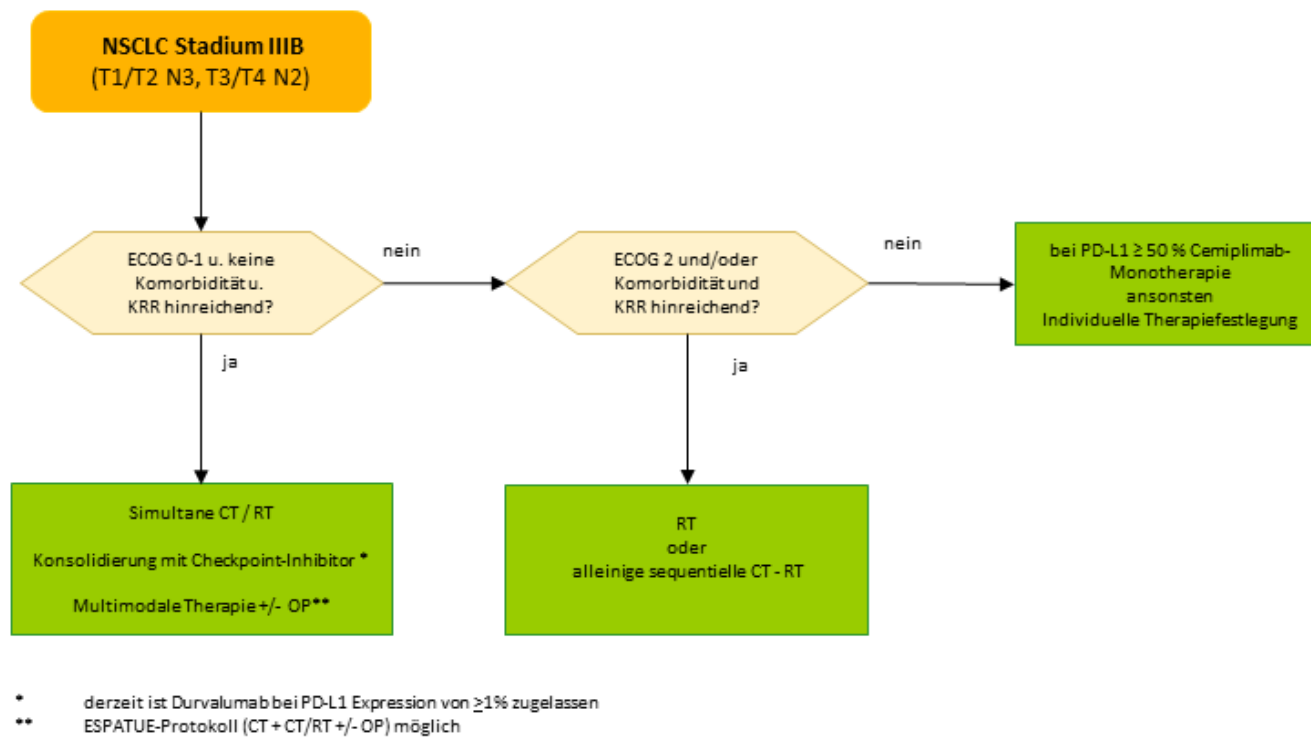 NSCLC Stadium IIIB
(T1/T2 N3, T3/T4 N2)
ECOG 0-1 u. keine
Komorbidität u.
KRR hinreichend?
nein
ECOG 2 und/oder
Komorbidität und
KRR hinreichend?
nein
bei PD-L1 ≥ 50 % Cemiplimab-
Monotherapie
ansonsten
Individuelle Therapiefestlegung
ja
ja
Simultane CT / RT
Konsolidierung mit Checkpoint-Inhibitor *
Multimodale Therapie +/- OP**
RT
oder
alleinige sequentielle CT - RT
* derzeit ist Durvalumab bei PD-L1 Expression von ≥1% zugelassen
** ESPATUE-Protokoll (CT + CT/RT +/- OP) möglich